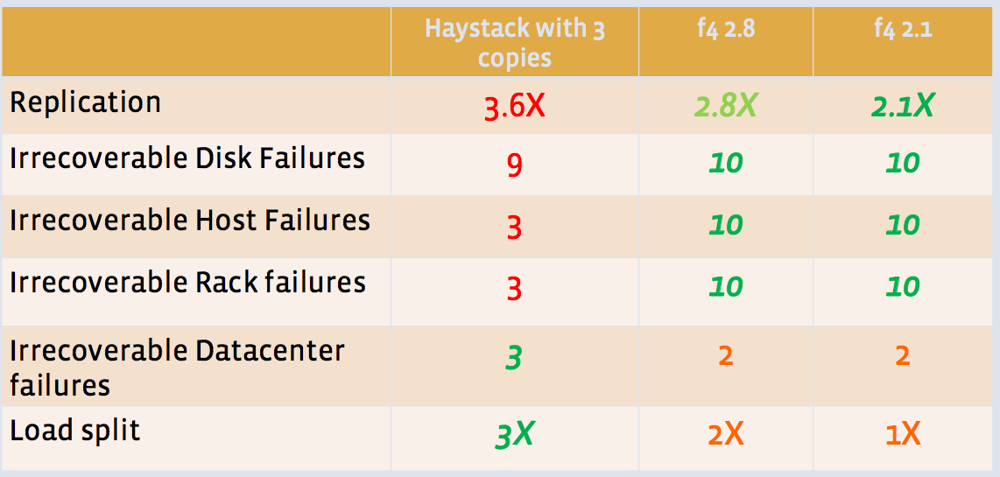 Haystack with 3 copies f4 2.8 f4 2.1
Replication 3.6X 2.8X 2.1X
Irrecoverable Disk Failures 9 10 10
Irrecoverable Host Failures 3 10 10
Irrecoverable Rack failures 3 10 10
Irrecoverable Datacenter failures 3 2 2
Load split 3X 2X 1X